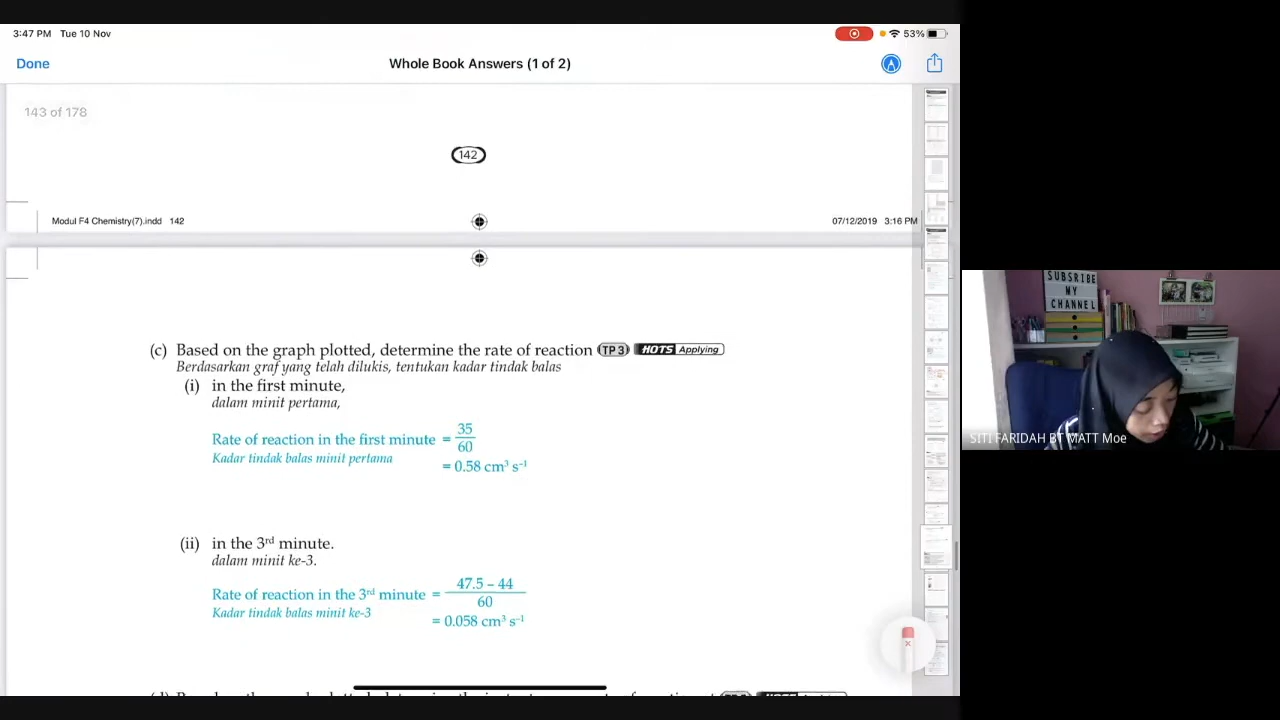 3:47 PM Tue 10 Nov
53%
Done
Whole Book Answers (1 of 2)
143 of 178
142
Modul F4 Chemistry(7).indd 142
07/12/2019 3:16 PM
(c) Based on the graph plotted, determine the rate of reaction TP 3 HOTS Applying
Berdasarkan graf yang telah dilukis, tentukan kadar tindak balas
(i) in the first minute,
dalam minit pertama,
Rate of reaction in the first minute = 35/60
Kadar tindak balas minit pertama
= 0.58 cm³ s⁻¹
(ii) in the 3rd minute.
dalam minit ke-3.
Rate of reaction in the 3rd minute = 47.5 – 44/60
Kadar tindak balas minit ke-3
= 0.058 cm³ s⁻¹
SUBSRIBE
MY
CHANNEL
SITI FARIDAH BT MATT Moe